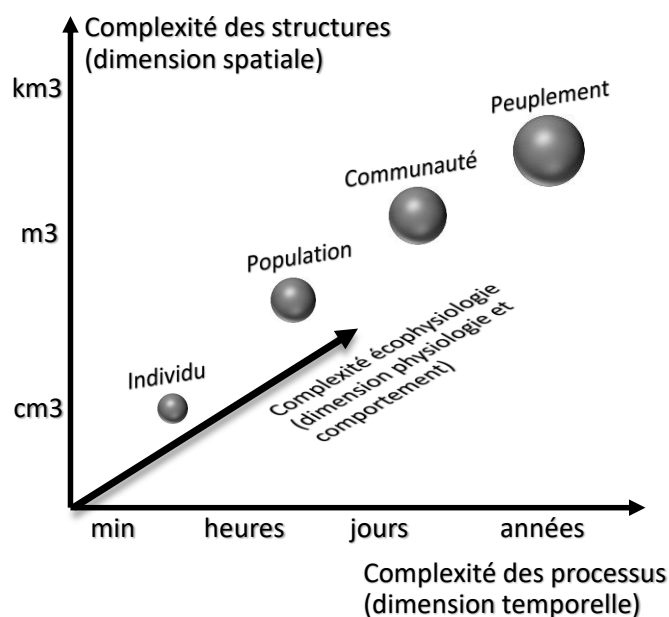 Complexité des structures
(dimension spatiale)
km3
Peuplement
Communauté
m3
Population
Complexité écophysiologie
(dimension physiologie et
comportement)
Individu
cm3
min
heures
jours
années
Complexité des processus
(dimension temporelle)